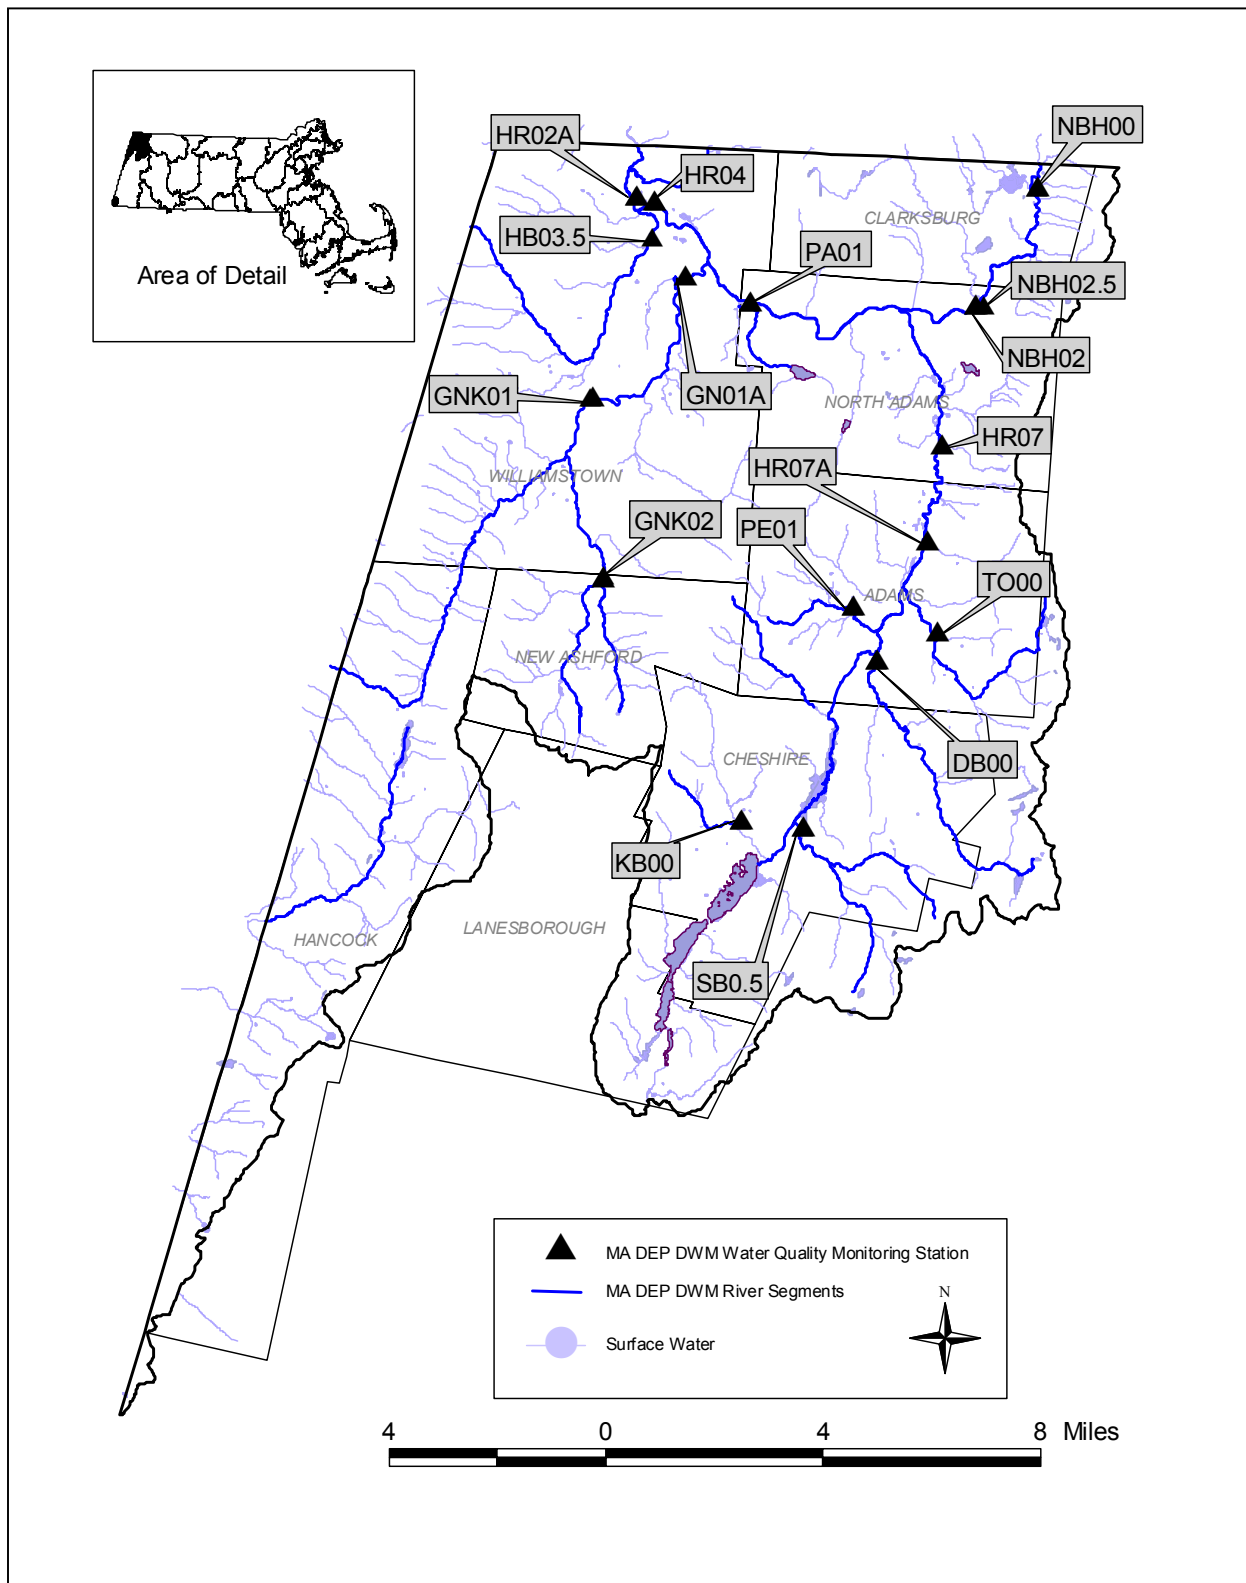 NBH00
HR02A
HR04
CLARKSBURG
HB03.5
PA01
Area of Detail
NBH02.5
NBH02
GNK01
GN01A
NORTH ADAMS
HR07
HR07A
WILLIAMSTOWN
GNK02
PE01
TO00
ADAMS
NEW ASHFORD
CHESHIRE
DB00
KB00
LANESBOROUGH
HANCOCK
SB0.5
MA DEP DWM Water Quality Monitoring Station
MA DEP DWM River Segments
N
Surface Water
4 0 4 8 Miles